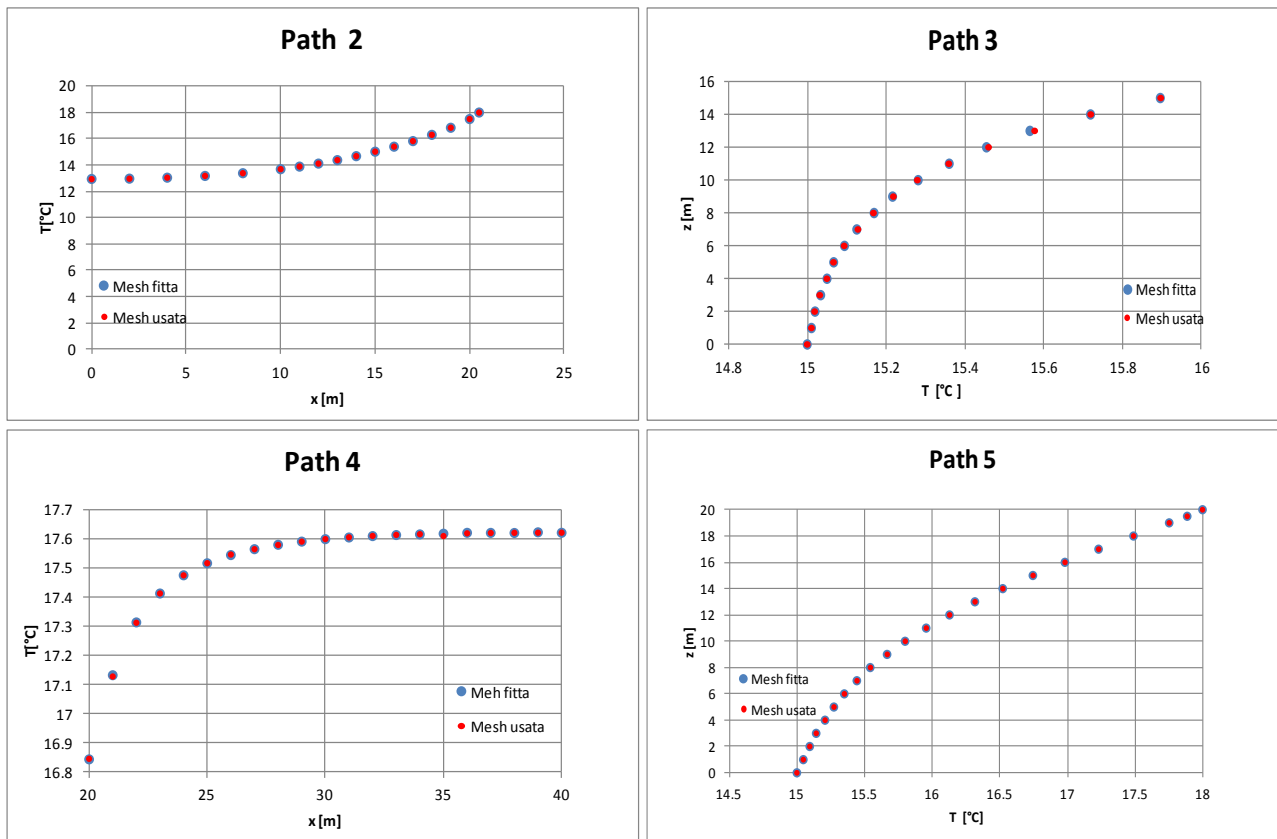 Path 2
T[°C]
20
18
16
14
12
10
8
6
4
2
0
Mesh fitta
Mesh usata
0 5 10 15 20 25
x [m]
Path 3
z [m]
16
14
12
10
8
6
4
2
0
Mesh fitta
Mesh usata
14.8 15 15.2 15.4 15.6 15.8 16
T [°C ]
Path 4
T[°C]
17.7
17.6
17.5
17.4
17.3
17.2
17.1
17
16.9
16.8
Meh fitta
Mesh usata
20 25 30 35 40
x [m]
Path 5
z [m]
20
18
16
14
12
10
8
6
4
2
0
Mesh fitta
Mesh usata
14.5 15 15.5 16 16.5 17 17.5 18
T [°C]